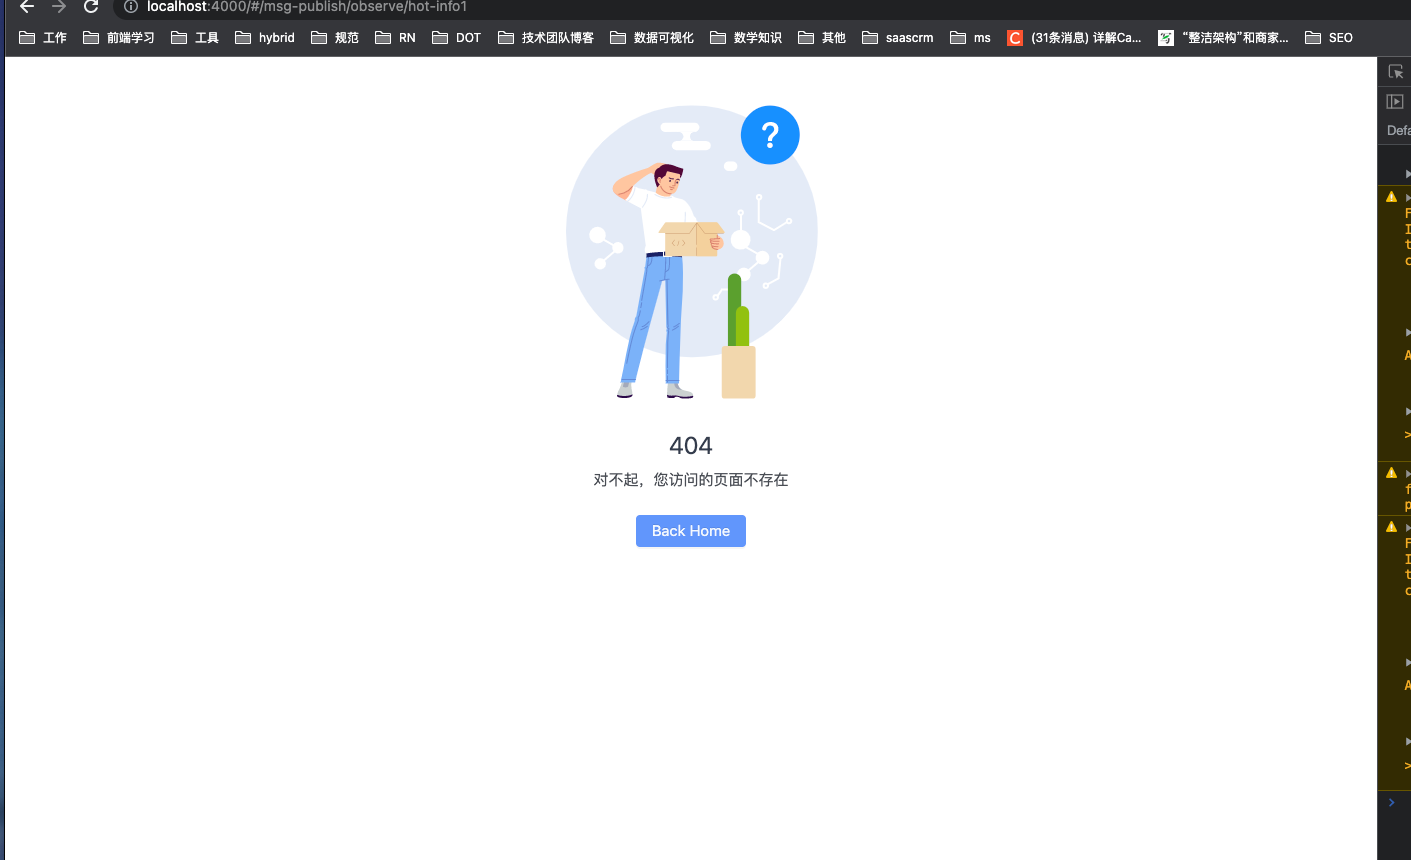 localhost:4000/#/msg-publish/observe/hot-info1
工作 前端学习 工具 hybrid 规范 RN DOT 技术团队博客 数据可视化 数学知识 其他 saascrm ms C (31条消息) 详解Ca... “整洁架构”和商家... SEO
Defa
?
</>
404
对不起，您访问的页面不存在
Back Home